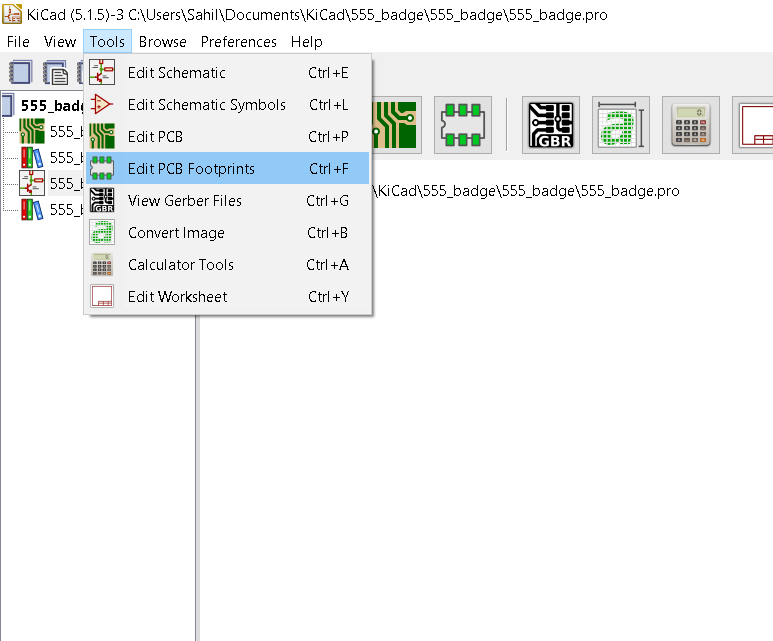 KiCad (5.1.5)-3 C:\Users\Sahil\Documents\KiCad\555_badge\555_badge\555_badge.pro
File View Tools Browse Preferences Help
Edit Schematic Ctrl+E
Edit Schematic Symbols Ctrl+L
Edit PCB Ctrl+P
Edit PCB Footprints Ctrl+F
View Gerber Files Ctrl+G
Convert Image Ctrl+B
Calculator Tools Ctrl+A
Edit Worksheet Ctrl+Y
555_bad
555_b
555_b
555_b
555_b
GBR
a
\KiCad\555_badge\555_badge\555_badge.pro